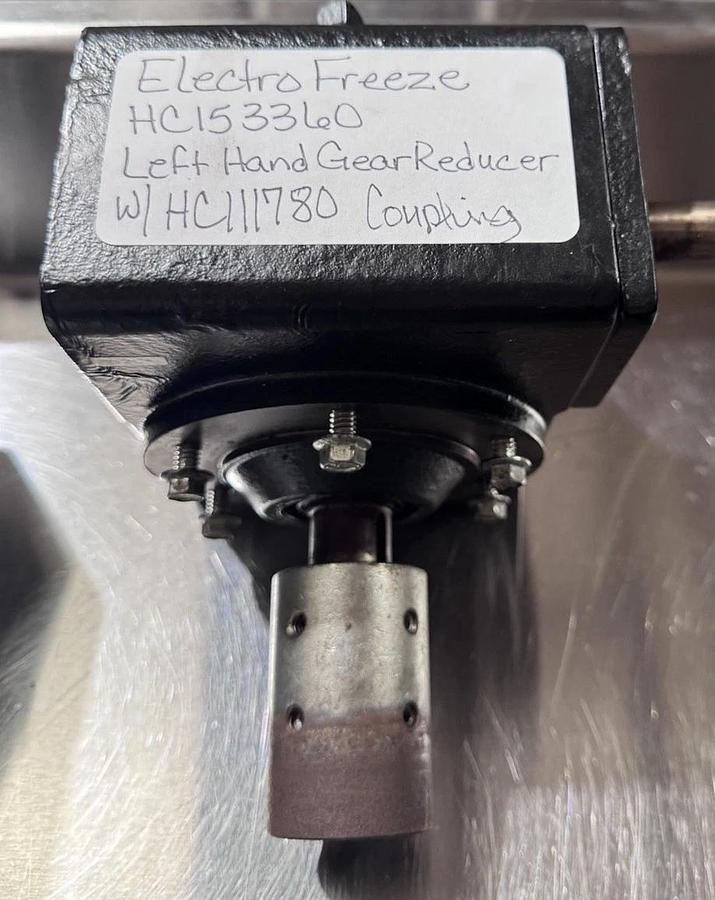 Electro Freeze
HC153360
Left Hand Gear Reducer
W/ HC111780 Coupling